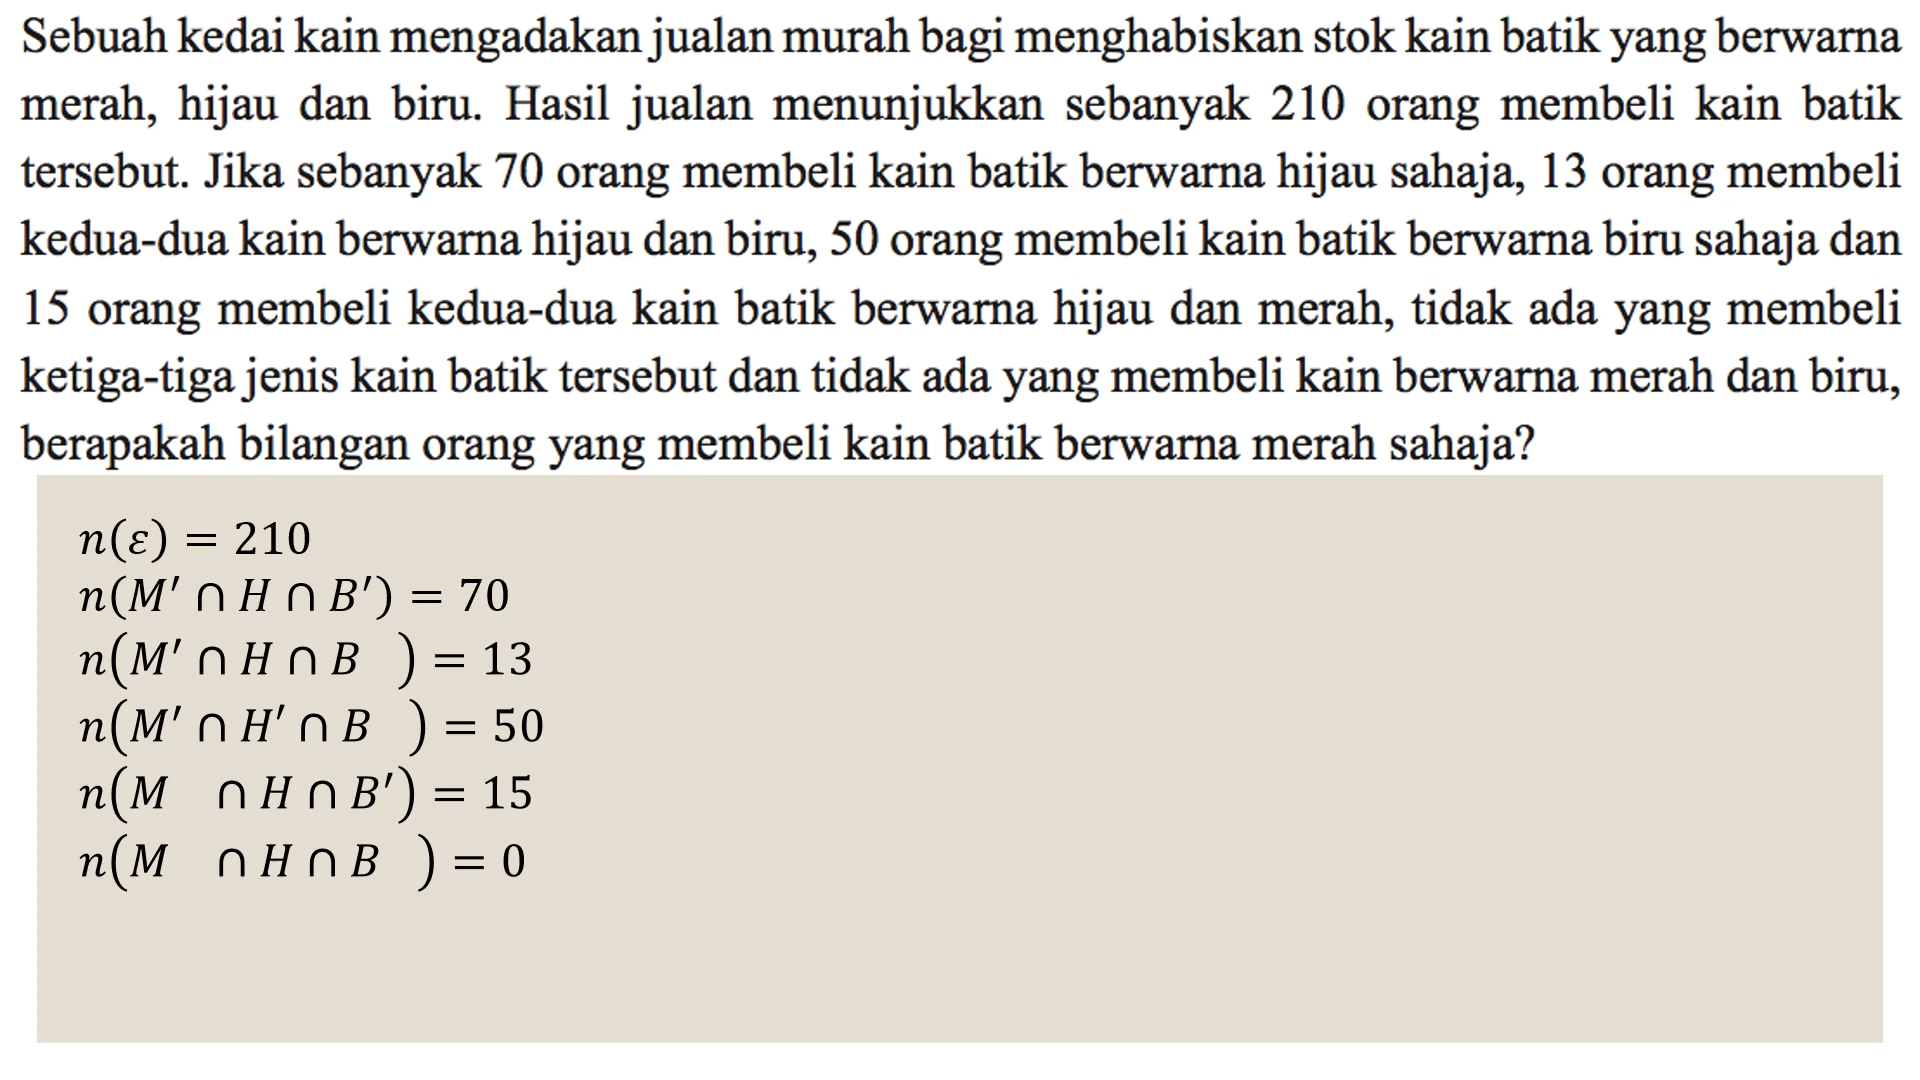 Sebuah kedai kain mengadakan jualan murah bagi menghabiskan stok kain batik yang berwarna
merah, hijau dan biru. Hasil jualan menunjukkan sebanyak 210 orang membeli kain batik
tersebut. Jika sebanyak 70 orang membeli kain batik berwarna hijau sahaja, 13 orang membeli
kedua-dua kain berwarna hijau dan biru, 50 orang membeli kain batik berwarna biru sahaja dan
15 orang membeli kedua-dua kain batik berwarna hijau dan merah, tidak ada yang membeli
ketiga-tiga jenis kain batik tersebut dan tidak ada yang membeli kain berwarna merah dan biru,
berapakah bilangan orang yang membeli kain batik berwarna merah sahaja?
n(ε) = 210
n(M′ ∩ H ∩ B′) = 70
n(M′ ∩ H ∩ B ) = 13
n(M′ ∩ H′ ∩ B ) = 50
n(M ∩ H ∩ B′) = 15
n(M ∩ H ∩ B ) = 0